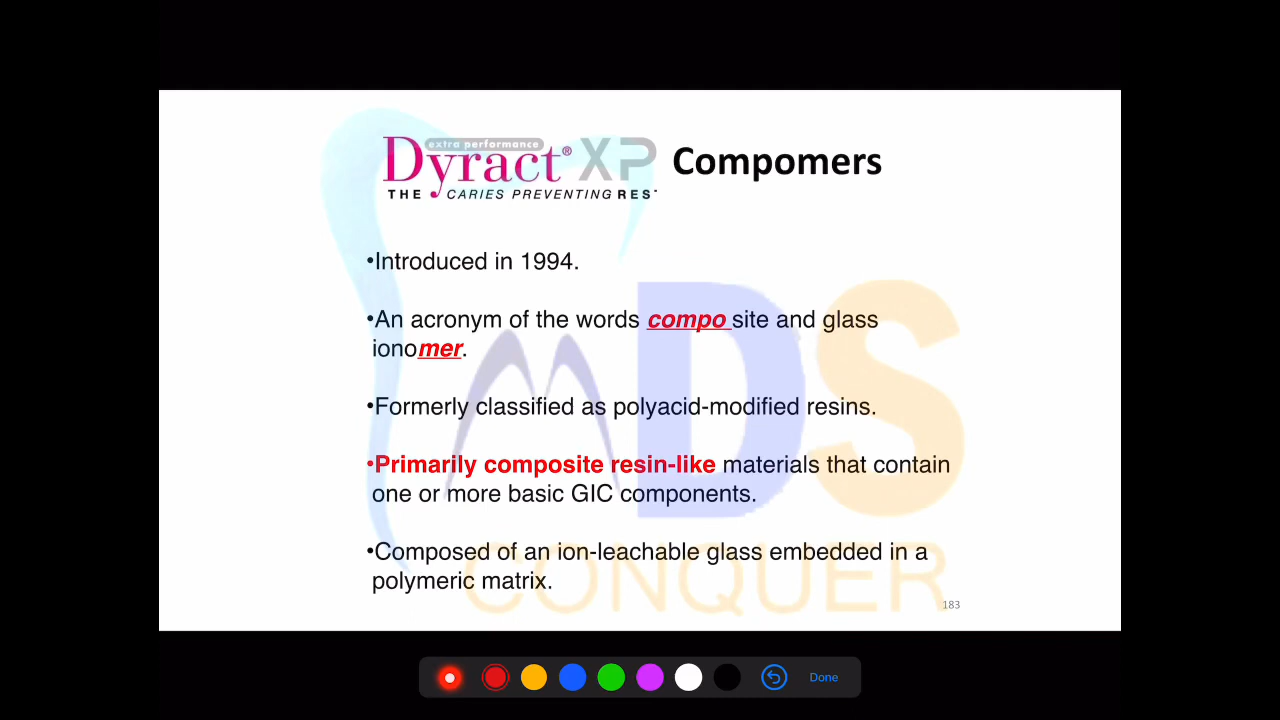 extra performance
Dyract® XP Compomers
THE CARIES PREVENTING RES
•Introduced in 1994.
•An acronym of the words compo site and glass
ionomer.
•Formerly classified as polyacid-modified resins.
•Primarily composite resin-like materials that contain
one or more basic GIC components.
•Composed of an ion-leachable glass embedded in a
polymeric matrix.
MDS
CONQUER
183
Done